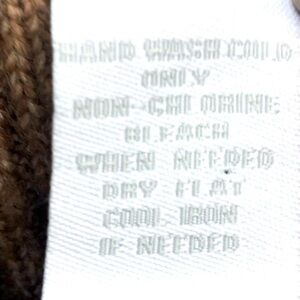 HAND WASH COLD
ONLY
NON-CHLORINE
BLEACH
WHEN NEEDED
DRY FLAT
COOL IRON
IF NEEDED